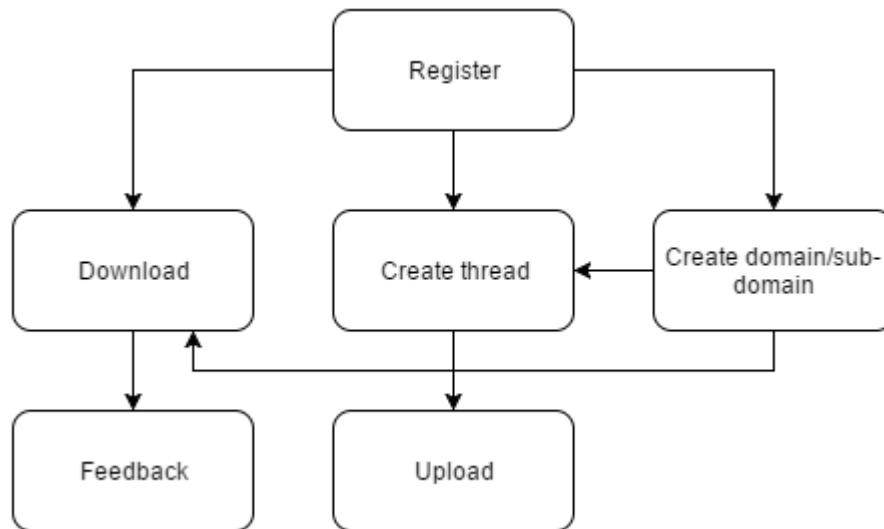 Register
Download
Create thread
Create domain/sub-
domain
Feedback
Upload